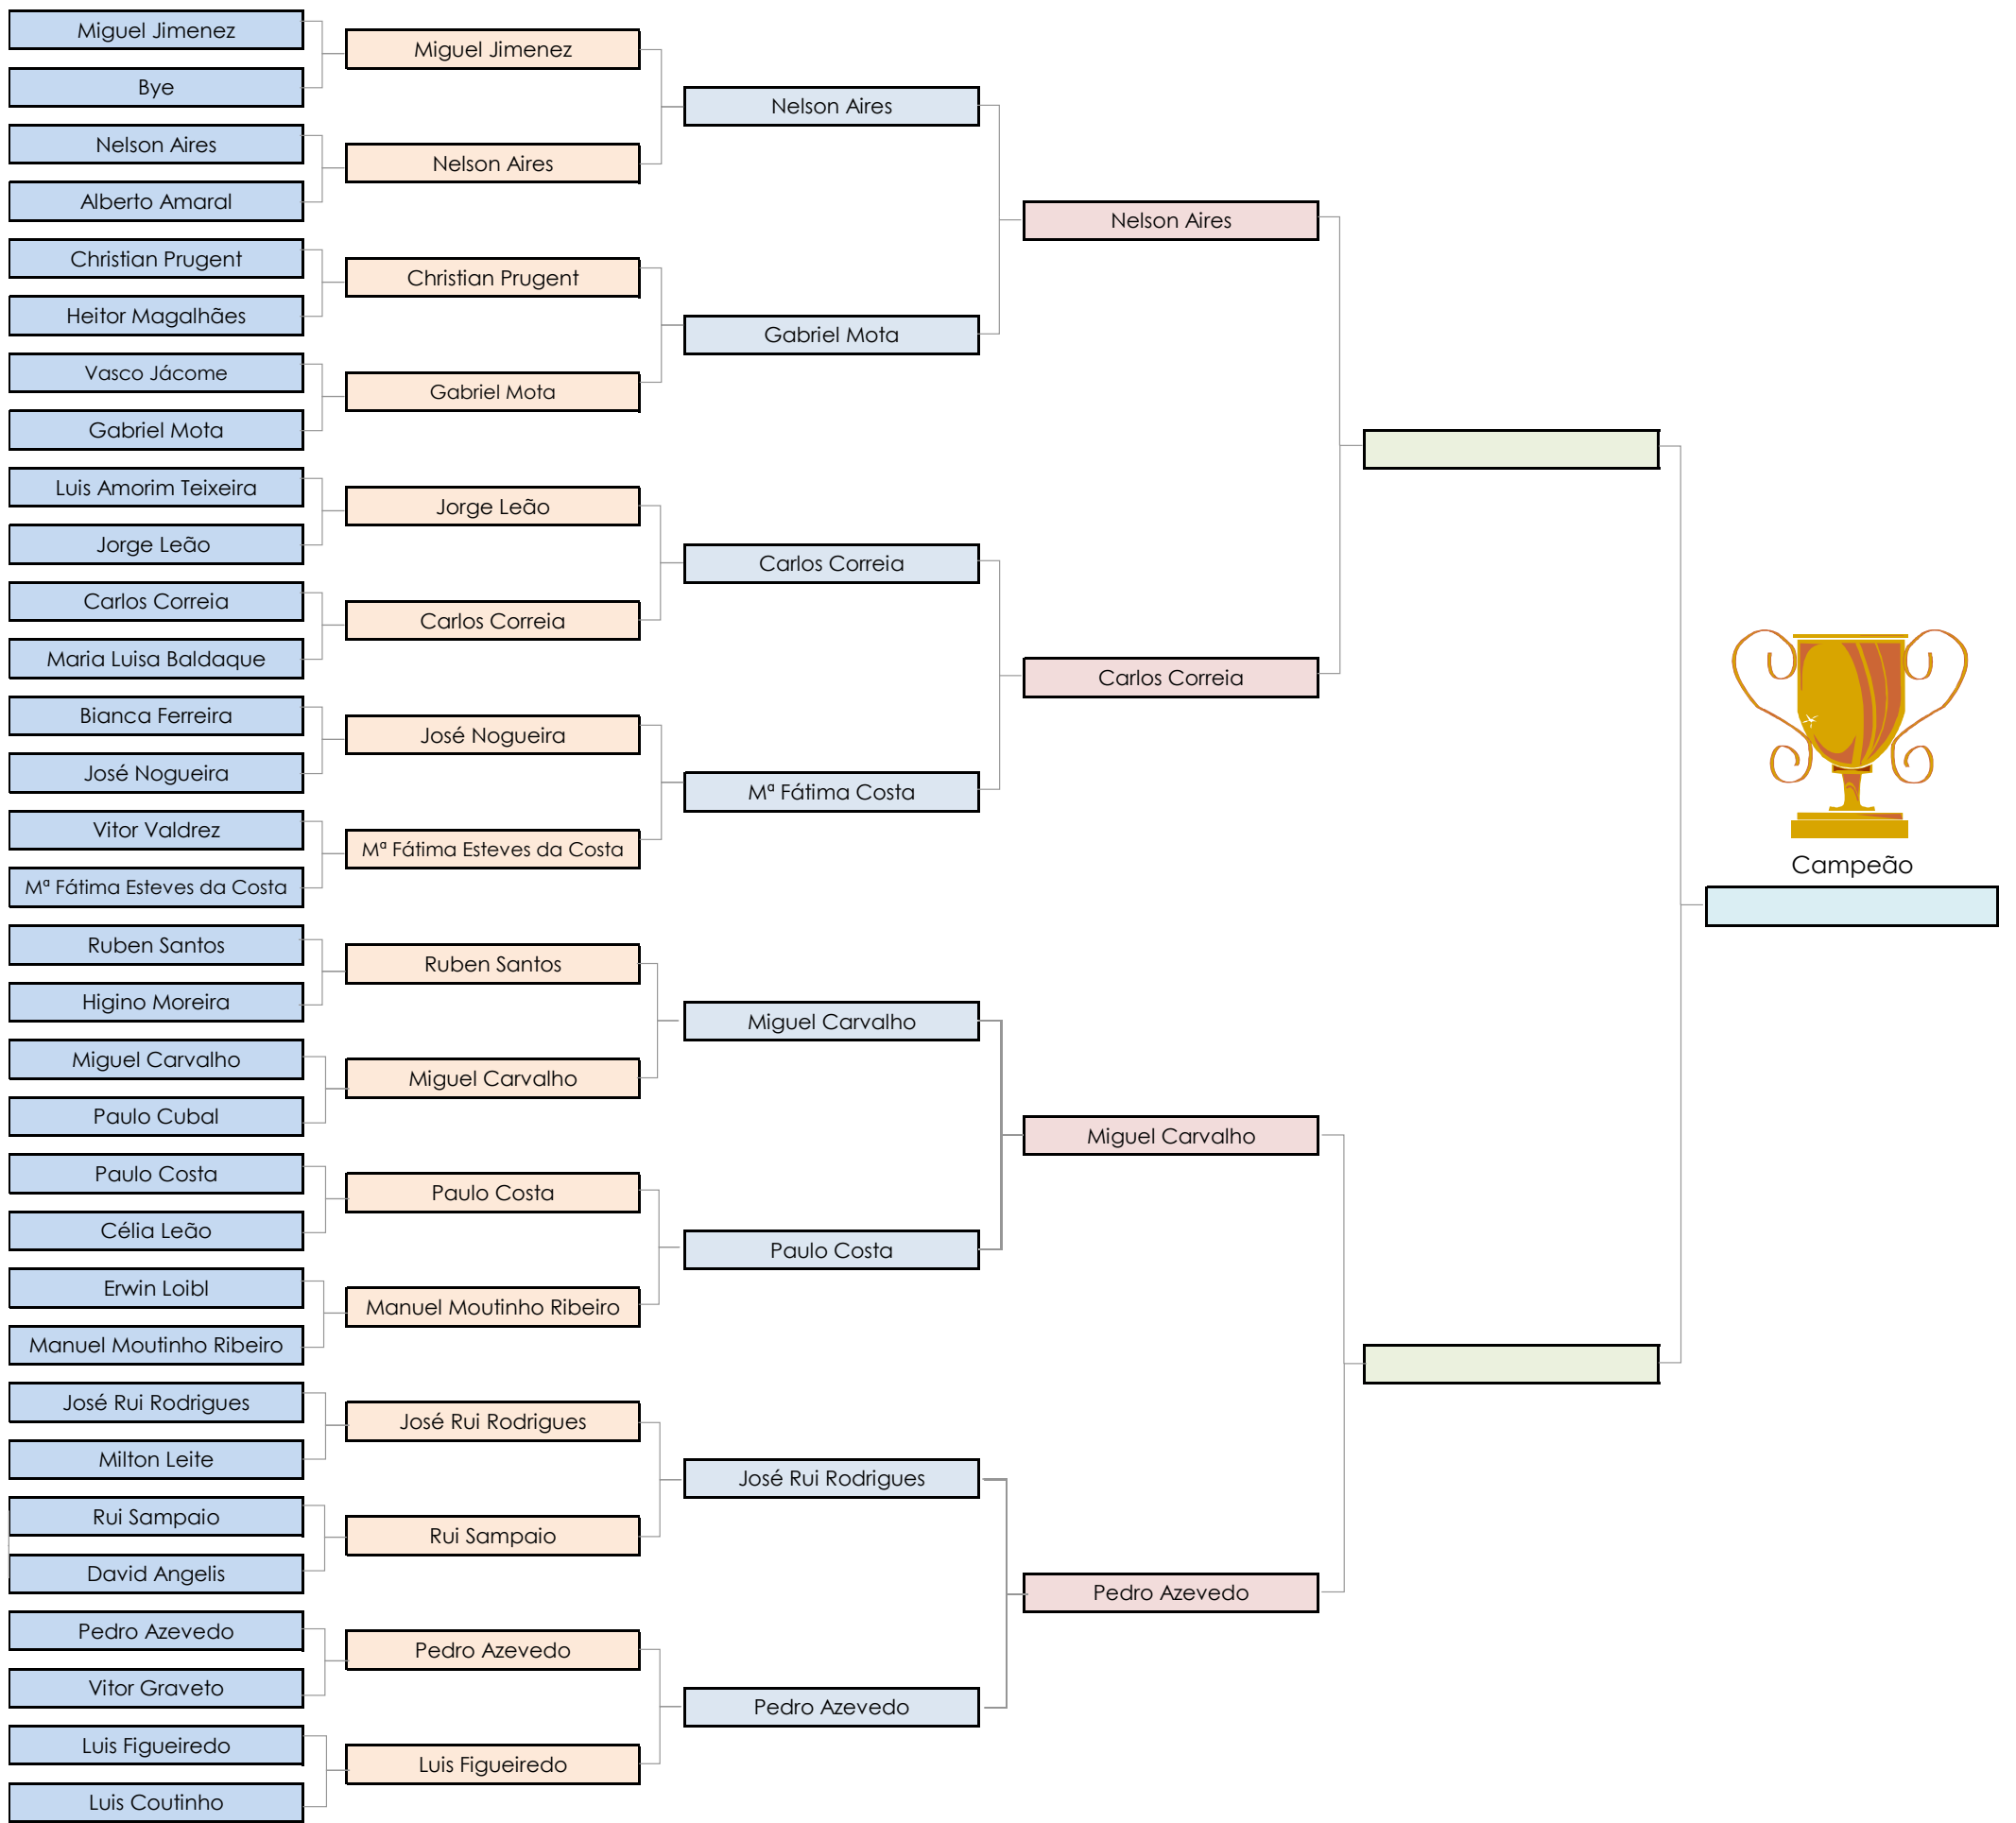 Miguel Jimenez
Bye
Nelson Aires
Alberto Amaral
Christian Prugent
Heitor Magalhães
Vasco Jácome
Gabriel Mota
Luis Amorim Teixeira
Jorge Leão
Carlos Correia
Maria Luisa Baldaque
Bianca Ferreira
José Nogueira
Vitor Valdrez
Mª Fátima Esteves da Costa
Ruben Santos
Higino Moreira
Miguel Carvalho
Paulo Cubal
Paulo Costa
Célia Leão
Erwin Loibl
Manuel Moutinho Ribeiro
José Rui Rodrigues
Milton Leite
Rui Sampaio
David Angelis
Pedro Azevedo
Vitor Graveto
Luis Figueiredo
Luis Coutinho
Miguel Jimenez
Nelson Aires
Christian Prugent
Gabriel Mota
Jorge Leão
Carlos Correia
José Nogueira
Mª Fátima Esteves da Costa
Ruben Santos
Miguel Carvalho
Paulo Costa
Manuel Moutinho Ribeiro
José Rui Rodrigues
Rui Sampaio
Pedro Azevedo
Luis Figueiredo
Nelson Aires
Gabriel Mota
Carlos Correia
Mª Fátima Costa
Miguel Carvalho
Paulo Costa
José Rui Rodrigues
Pedro Azevedo
Nelson Aires
Carlos Correia
Miguel Carvalho
Pedro Azevedo
Campeão